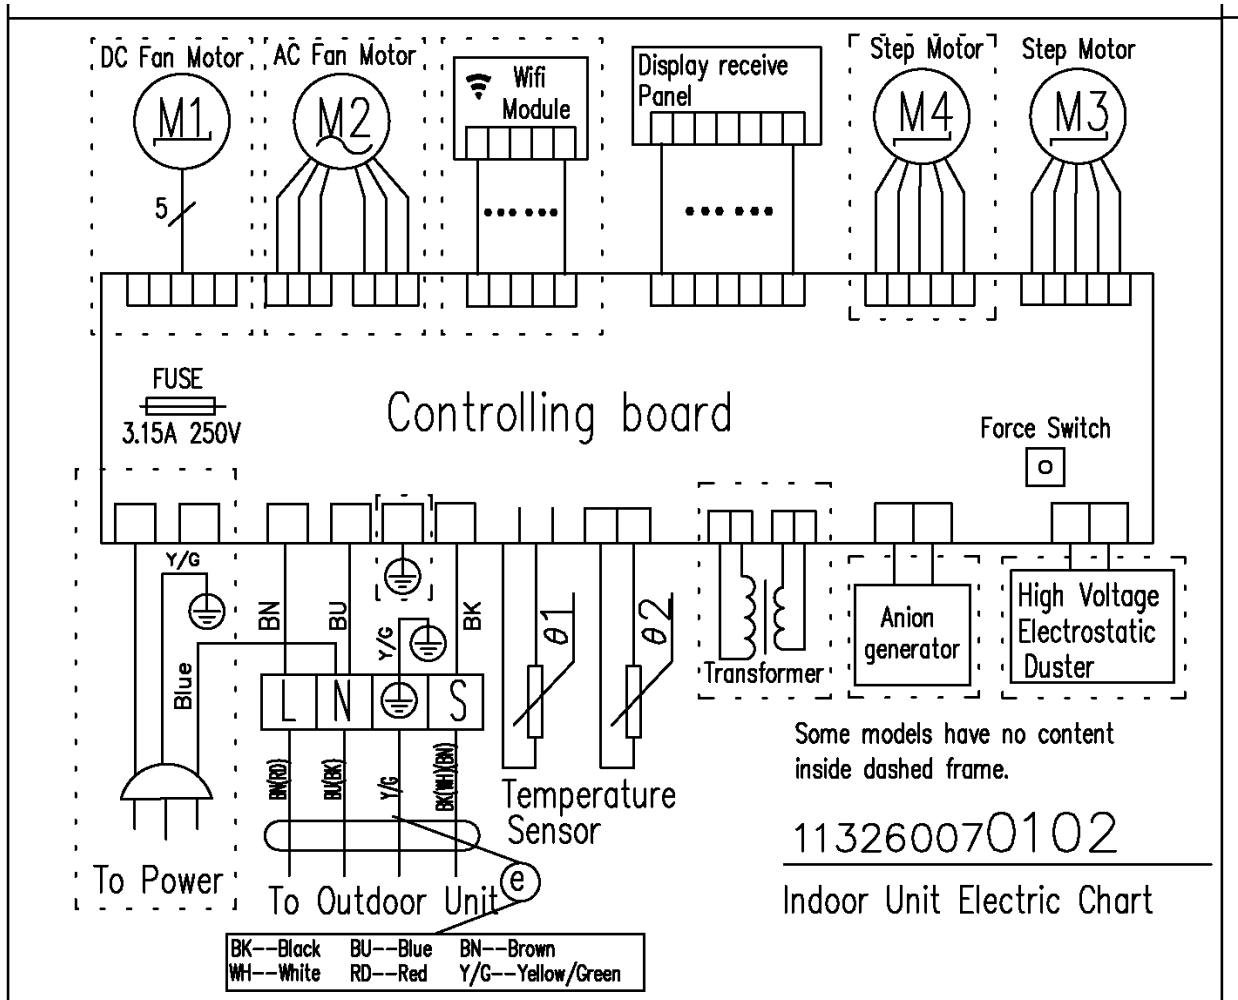 DC Fan Motor
AC Fan Motor
Wifi
Module
Display receive
Panel
Step Motor
Step Motor
M1
M2
M4
M3
5
FUSE
3.15A 250V
Controlling board
Force Switch
Y/G
BN
BU
Y/G
BK
θ1
θ2
Blue
L
N
S
Transformer
Anion
generator
High Voltage
Electrostatic
Duster
BN(RD)
BU(BK)
Y/G
BK(WH)(BN)
Temperature
Sensor
Some models have no content
inside dashed frame.
113260070102
To Power
To Outdoor Unit
e
Indoor Unit Electric Chart
BK--Black BU--Blue BN--Brown
WH--White RD--Red Y/G--Yellow/Green